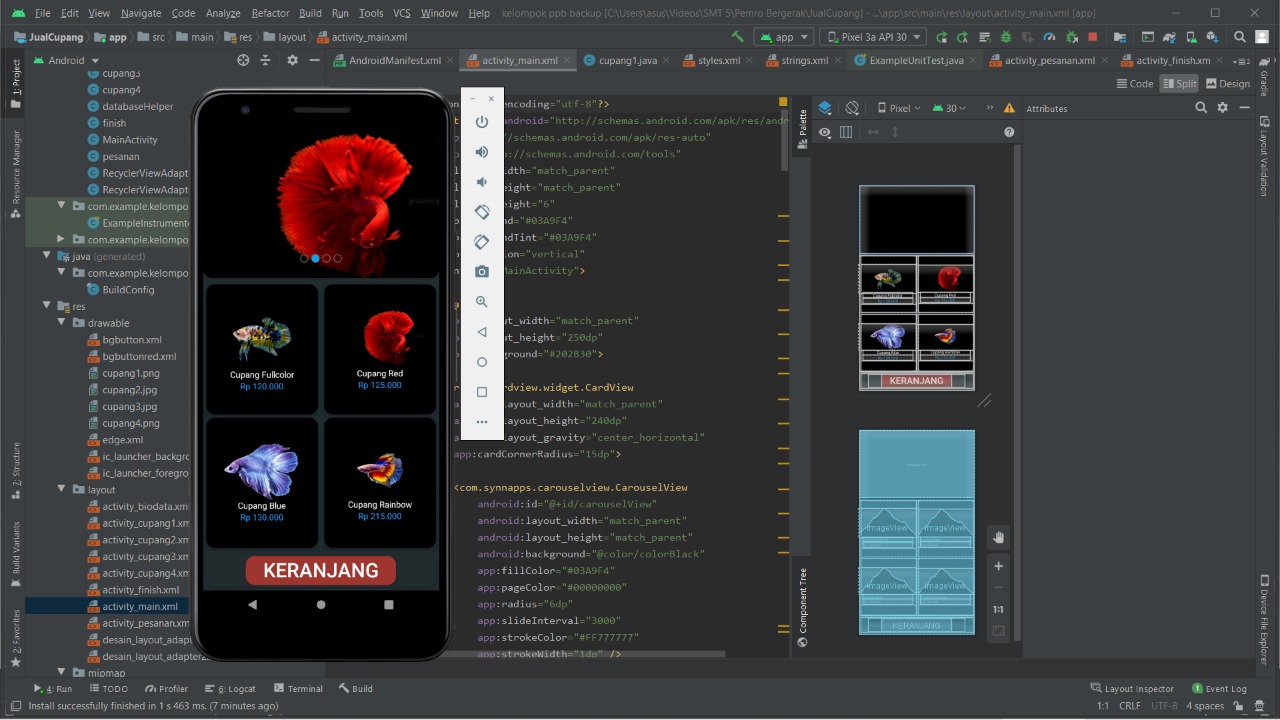 File Edit View Navigate Code Analyze Refactor Build Run Tools VCS Window Help kelompok ppb backup [C:\Users\asus\Videos\SMT 5\Pemro Bergerak\JualCupang] - ...\app\src\main\res\layout\activity_main.xml [app]
JualCupang app src main res layout activity_main.xml
app Pixel 3a API 30
Android
AndroidManifest.xml activity_main.xml cupang1.java styles.xml strings.xml ExampleUnitTest.java activity_pesanan.xml activity_finish.xm
Code Split Design
1: Project
Resource Manager
Z: Structure
Build Variants
2: Favorites
cupang3
cupang4
databaseHelper
finish
MainActivity
pesanan
RecyclerViewAdapt
RecyclerViewAdapt
com.example.kelompo
ExampleInstrumente
com.example.kelompo
java (generated)
com.example.kelompo
BuildConfig
res
drawable
bgbutton.xml
bgbuttonred.xml
cupang1.png
cupang2.jpg
cupang3.jpg
cupang4.png
edge.xml
ic_launcher_backgro
ic_launcher_foregro
layout
activity_biodata.xml
activity_cupang1.xm
activity_cupang2.xm
activity_cupang3.xm
activity_cupang4.xm
activity_finish.xml
activity_main.xml
activity_pesanan.xml
desain_layout_adapt
desain_layout_adapter2
mipmap
Cupang Fullcolor
Rp 120.000
Cupang Red
Rp 125.000
Cupang Blue
Rp 130.000
Cupang Rainbow
Rp 215.000
KERANJANG
encoding="utf-8"?>
android="http://schemas.android.com/apk/res/andr
//schemas.android.com/apk/res-auto"
p://schemas.android.com/tools"
idth="match_parent"
eight="match_parent"
eight="6"
nd="#03A9F4"
ndTint="#03A9F4"
ion="vertical"
MainActivity">
out_width="match_parent"
out_height="250dp"
kground="#202B30">
rdview.widget.CardView
layout_width="match_parent"
layout_height="240dp"
layout_gravity="center_horizontal"
app:cardCornerRadius="15dp">
<com.synnapps.carouselview.CarouselView
android:id="@+id/carouselView"
android:layout_width="match_parent"
android:layout_height="match_parent"
android:background="@color/colorBlack"
app:fillColor="#03A9F4"
app:pageColor="#00000000"
app:radius="6dp"
app:slideInterval="3000"
app:strokeColor="#FF777777"
app:strokeWidth="1dp" />
Palette
Component Tree
Pixel 30
Attributes
Cupang Fullcolor
Cupang Red
Cupang Blue
Cupang Rainbow
KERANJANG
ImageView ImageView
ImageView ImageView
KERANJANG
1:1
Gradle
Layout Validation
Device File Explorer
4: Run TODO Profiler 6: Logcat Terminal Build Layout Inspector 1 Event Log
Install successfully finished in 1 s 463 ms. (7 minutes ago) 1:1 CRLF UTF-8 4 spaces